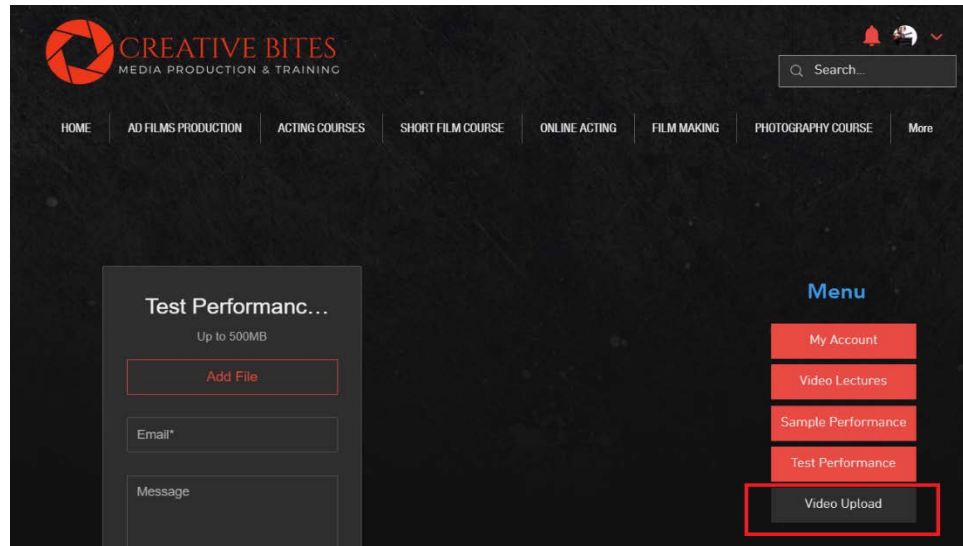 CREATIVE BITES
MEDIA PRODUCTION & TRAINING
Search...
HOME AD FILMS PRODUCTION ACTING COURSES SHORT FILM COURSE ONLINE ACTING FILM MAKING PHOTOGRAPHY COURSE More
Test Performanc...
Up to 500MB
Add File
Email*
Message
Menu
My Account
Video Lectures
Sample Performance
Test Performance
Video Upload